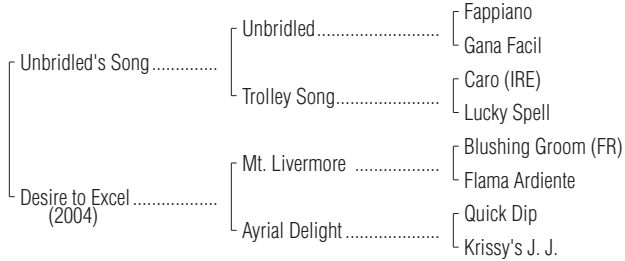 Fappiano
Unbridled
Gana Facil
Unbridled's Song
Caro (IRE)
Trolley Song
Lucky Spell
Blushing Groom (FR)
Mt. Livermore
Flama Ardiente
Desire to Excel
(2004)
Quick Dip
Ayrial Delight
Krissy's J. J.